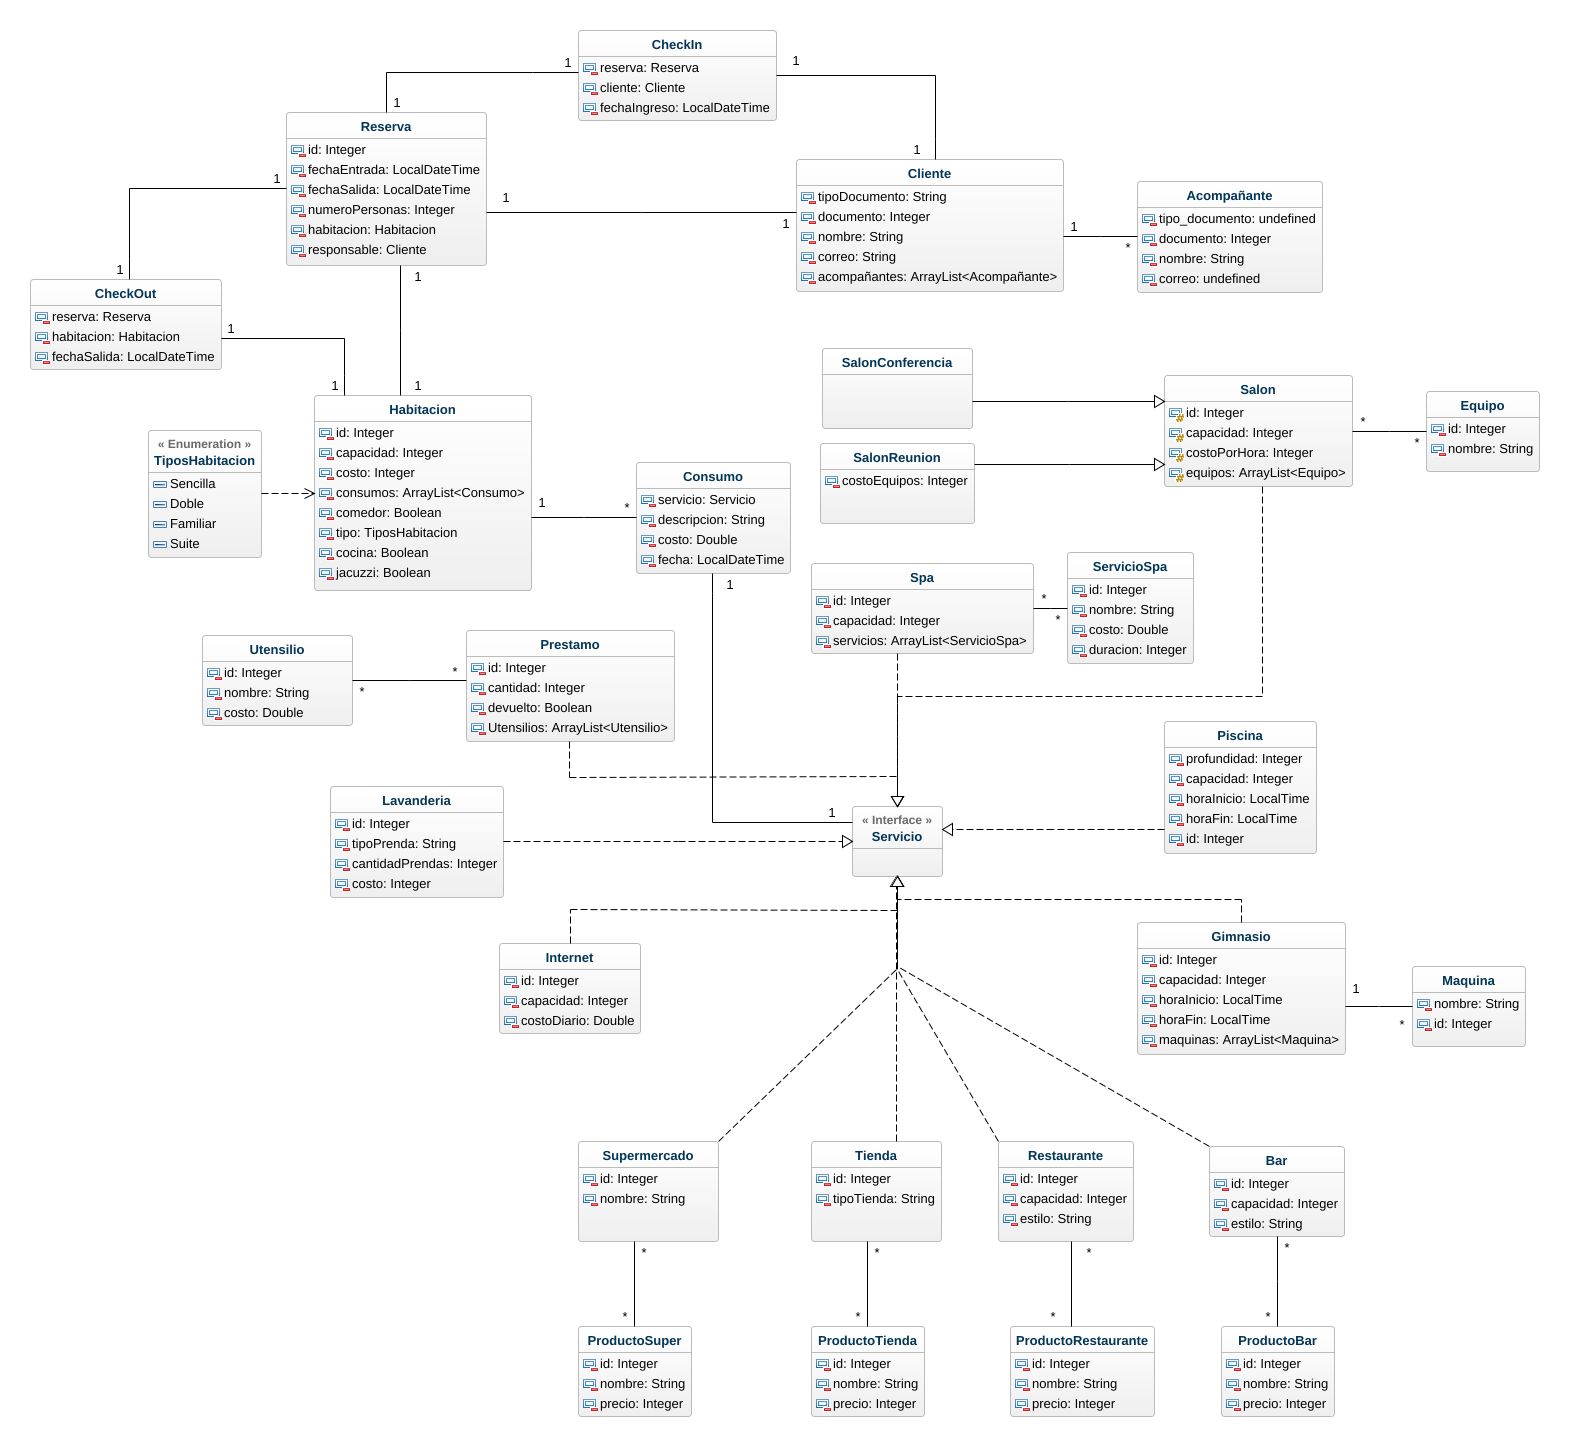 CheckIn
reserva: Reserva
cliente: Cliente
fechaIngreso: LocalDateTime
1
1
1
1
Reserva
id: Integer
fechaEntrada: LocalDateTime
fechaSalida: LocalDateTime
numeroPersonas: Integer
habitacion: Habitacion
responsable: Cliente
1
1
1
1
1
1
Cliente
tipoDocumento: String
documento: Integer
nombre: String
correo: String
acompañantes: ArrayList<Acompañante>
1
*
Acompañante
tipo_documento: undefined
documento: Integer
nombre: String
correo: undefined
CheckOut
reserva: Reserva
habitacion: Habitacion
fechaSalida: LocalDateTime
1
1
Habitacion
id: Integer
capacidad: Integer
costo: Integer
consumos: ArrayList<Consumo>
comedor: Boolean
tipo: TiposHabitacion
cocina: Boolean
jacuzzi: Boolean
« Enumeration »
TiposHabitacion
Sencilla
Doble
Familiar
Suite
1
*
Consumo
servicio: Servicio
descripcion: String
costo: Double
fecha: LocalDateTime
1
1
SalonConferencia
SalonReunion
costoEquipos: Integer
Salon
id: Integer
capacidad: Integer
costoPorHora: Integer
equipos: ArrayList<Equipo>
*
*
Equipo
id: Integer
nombre: String
Spa
id: Integer
capacidad: Integer
servicios: ArrayList<ServicioSpa>
*
*
ServicioSpa
id: Integer
nombre: String
costo: Double
duracion: Integer
Utensilio
id: Integer
nombre: String
costo: Double
*
*
Prestamo
id: Integer
cantidad: Integer
devuelto: Boolean
Utensilios: ArrayList<Utensilio>
Piscina
profundidad: Integer
capacidad: Integer
horaInicio: LocalTime
horaFin: LocalTime
id: Integer
Lavanderia
id: Integer
tipoPrenda: String
cantidadPrendas: Integer
costo: Integer
« Interface »
Servicio
Internet
id: Integer
capacidad: Integer
costoDiario: Double
Gimnasio
id: Integer
capacidad: Integer
horaInicio: LocalTime
horaFin: LocalTime
maquinas: ArrayList<Maquina>
1
*
Maquina
nombre: String
id: Integer
Supermercado
id: Integer
nombre: String
Tienda
id: Integer
tipoTienda: String
Restaurante
id: Integer
capacidad: Integer
estilo: String
Bar
id: Integer
capacidad: Integer
estilo: String
*
*
*
*
*
*
*
*
ProductoSuper
id: Integer
nombre: String
precio: Integer
ProductoTienda
id: Integer
nombre: String
precio: Integer
ProductoRestaurante
id: Integer
nombre: String
precio: Integer
ProductoBar
id: Integer
nombre: String
precio: Integer